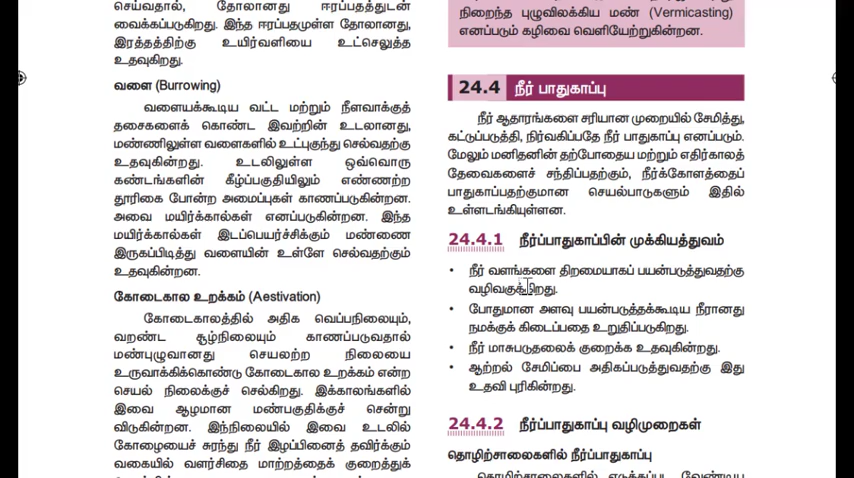 செய்வதால், தோலானது ஈரப்பதத்துடன்
வைக்கப்படுகிறது. இந்த ஈரப்பதமுள்ள தோலானது,
இரத்தத்திற்கு உயிர்வளியை உட்செலுத்த
உதவுகிறது.
வளை (Burrowing)
வளையக்கூடிய வட்ட மற்றும் நீளவாக்குத்
தசைகளைக் கொண்ட இவற்றின் உடலானது,
மண்ணிலுள்ள வளைகளில் உட்புகுந்து செல்வதற்கு
உதவுகிறது. உடலிலுள்ள ஒவ்வொரு
கண்டங்களின் கீழ்ப்பகுதியிலும் எண்ணற்ற
தூரிகை போன்ற அமைப்புகள் காணப்படுகின்றன.
அவை மயிர்க்கால்கள் எனப்படுகின்றன. இந்த
மயிர்க்கால்கள் இடப்பெயர்ச்சிக்கும் மண்ணை
இருகப்பிடித்து வளையின் உள்ளே செல்வதற்கும்
உதவுகின்றன.
கோடைகால உறக்கம் (Aestivation)
கோடைகாலத்தில் அதிக வெப்பநிலையும்,
வறண்ட சூழ்நிலையும் காணப்படுவதால்
மண்புழுவானது செயலற்ற நிலையை
உருவாக்கிக்கொண்டு கோடைகால உறக்கம் என்ற
செயல் நிலைக்குச் செல்கிறது. இக்காலங்களில்
இவை ஆழமான மண்பகுதிக்குச் சென்று
விடுகின்றன. இந்நிலையில் இவை உடலில்
கோழையைச் சுரந்து நீர் இழப்பினைத் தவிர்க்கும்
வகையில் வளர்சிதை மாற்றத்தைக் குறைத்துக்
நிறைந்த புழுவிலக்கிய மண் (Vermicasting)
எனப்படும் கழிவை வெளியேற்றுகின்றன.
24.4 நீர் பாதுகாப்பு
நீர் ஆதாரங்களை சரியான முறையில் சேமித்து,
கட்டுப்படுத்தி, நிர்வகிப்பதே நீர் பாதுகாப்பு எனப்படும்.
மேலும் மனிதனின் தற்போதைய மற்றும் எதிர்காலத்
தேவைகளைச் சந்திப்பதற்கும், நீர்க்கோளத்தைப்
பாதுகாப்பதற்குமான செயல்பாடுகளும் இதில்
உள்ளடங்கியுள்ளன.
24.4.1 நீர்ப்பாதுகாப்பின் முக்கியத்துவம்
• நீர் வளங்களை திறமையாகப் பயன்படுத்துவதற்கு
வழிவகுக்கிறது.
• போதுமான அளவு பயன்படுத்தக்கூடிய நீரானது
நமக்குக் கிடைப்பதை உறுதிப்படுகிறது.
• நீர் மாசுபடுதலைக் குறைக்க உதவுகின்றது.
• ஆற்றல் சேமிப்பை அதிகப்படுத்துவதற்கு இது
உதவி புரிகின்றது.
24.4.2 நீர்ப்பாதுகாப்பு வழிமுறைகள்
தொழிற்சாலைகளில் நீர்ப்பாதுகாப்பு
தொழிற்சாலைகளில் எடுக்கப்பட வேண்டிய